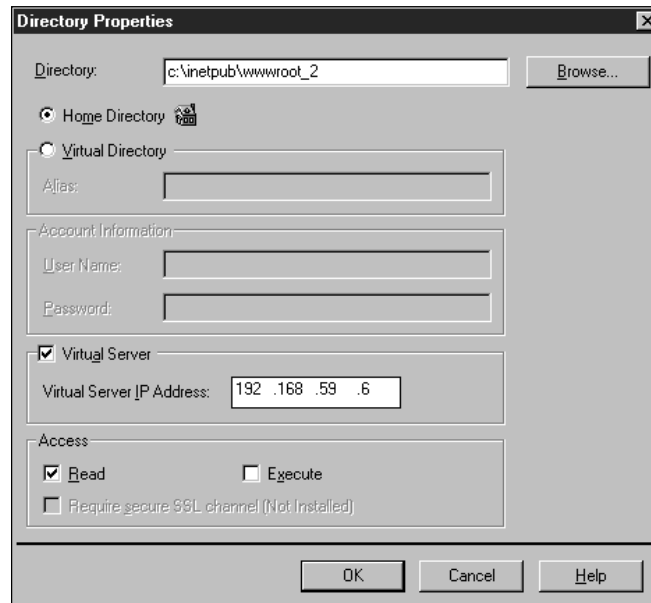 Directory Properties
Directory: c:\inetpub\wwwroot_2 Browse...
Home Directory
Virtual Directory
Alias:
Account Information
User Name:
Password:
Virtual Server
Virtual Server IP Address: 192 .168 .59 .6
Access
Read Execute
Require secure SSL channel (Not Installed)
OK Cancel Help